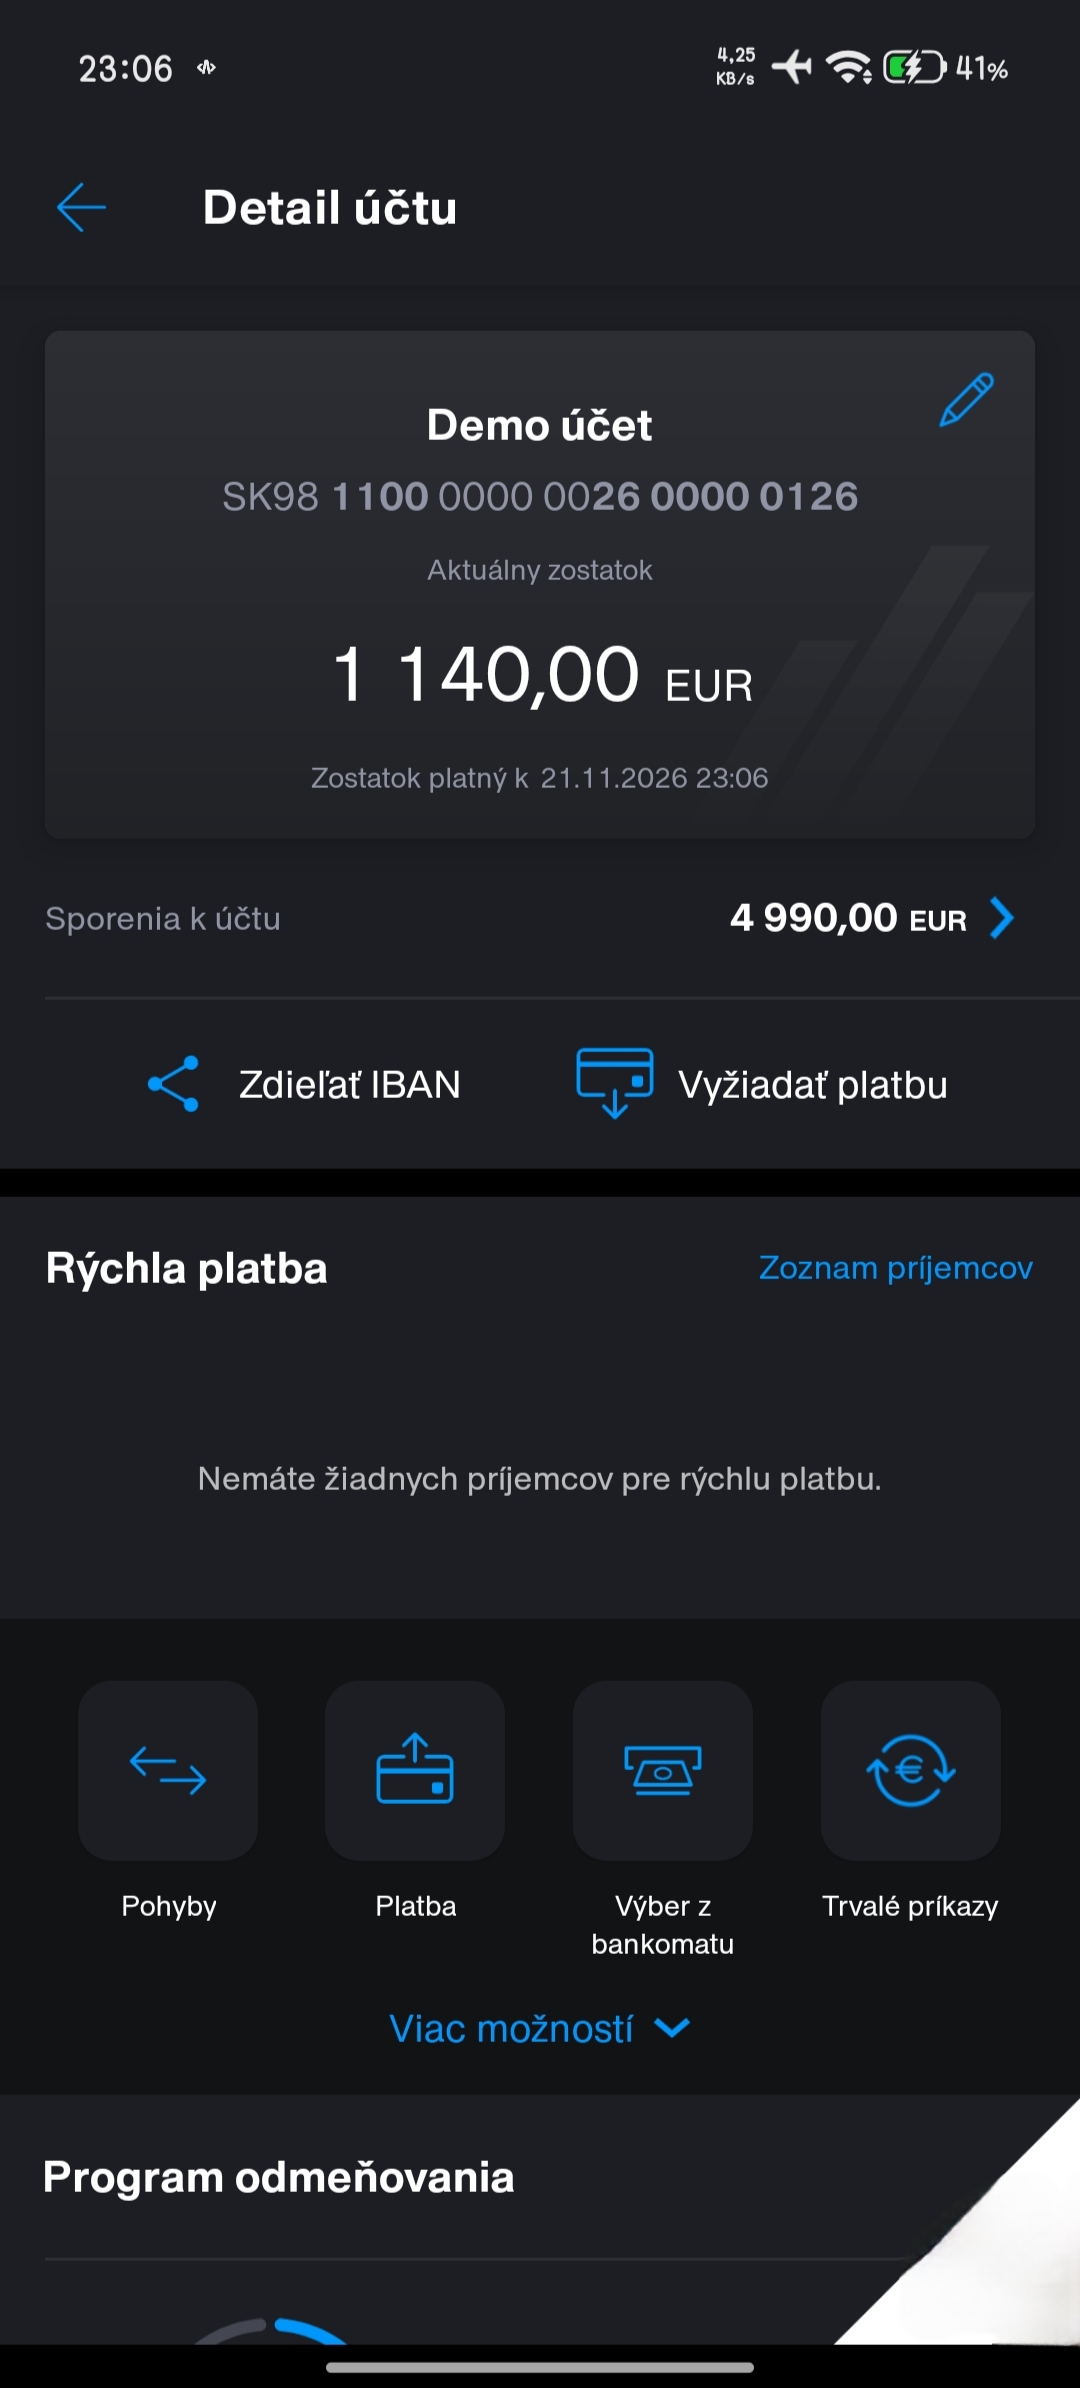 23:06
4,25
KB/s
41%
Detail účtu
Demo účet
SK98 1100 0000 0026 0000 0126
Aktuálny zostatok
1 140,00 EUR
Zostatok platný k 21.11.2026 23:06
Sporenia k účtu
4 990,00 EUR
Zdieľať IBAN
Vyžiadať platbu
Rýchla platba
Zoznam príjemcov
Nemáte žiadnych príjemcov pre rýchlu platbu.
Pohyby
Platba
Výber z
bankomatu
Trvalé príkazy
Viac možností
Program odmeňovania